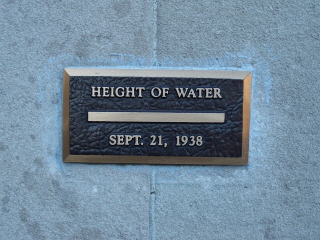 HEIGHT OF WATER
SEPT. 21, 1938